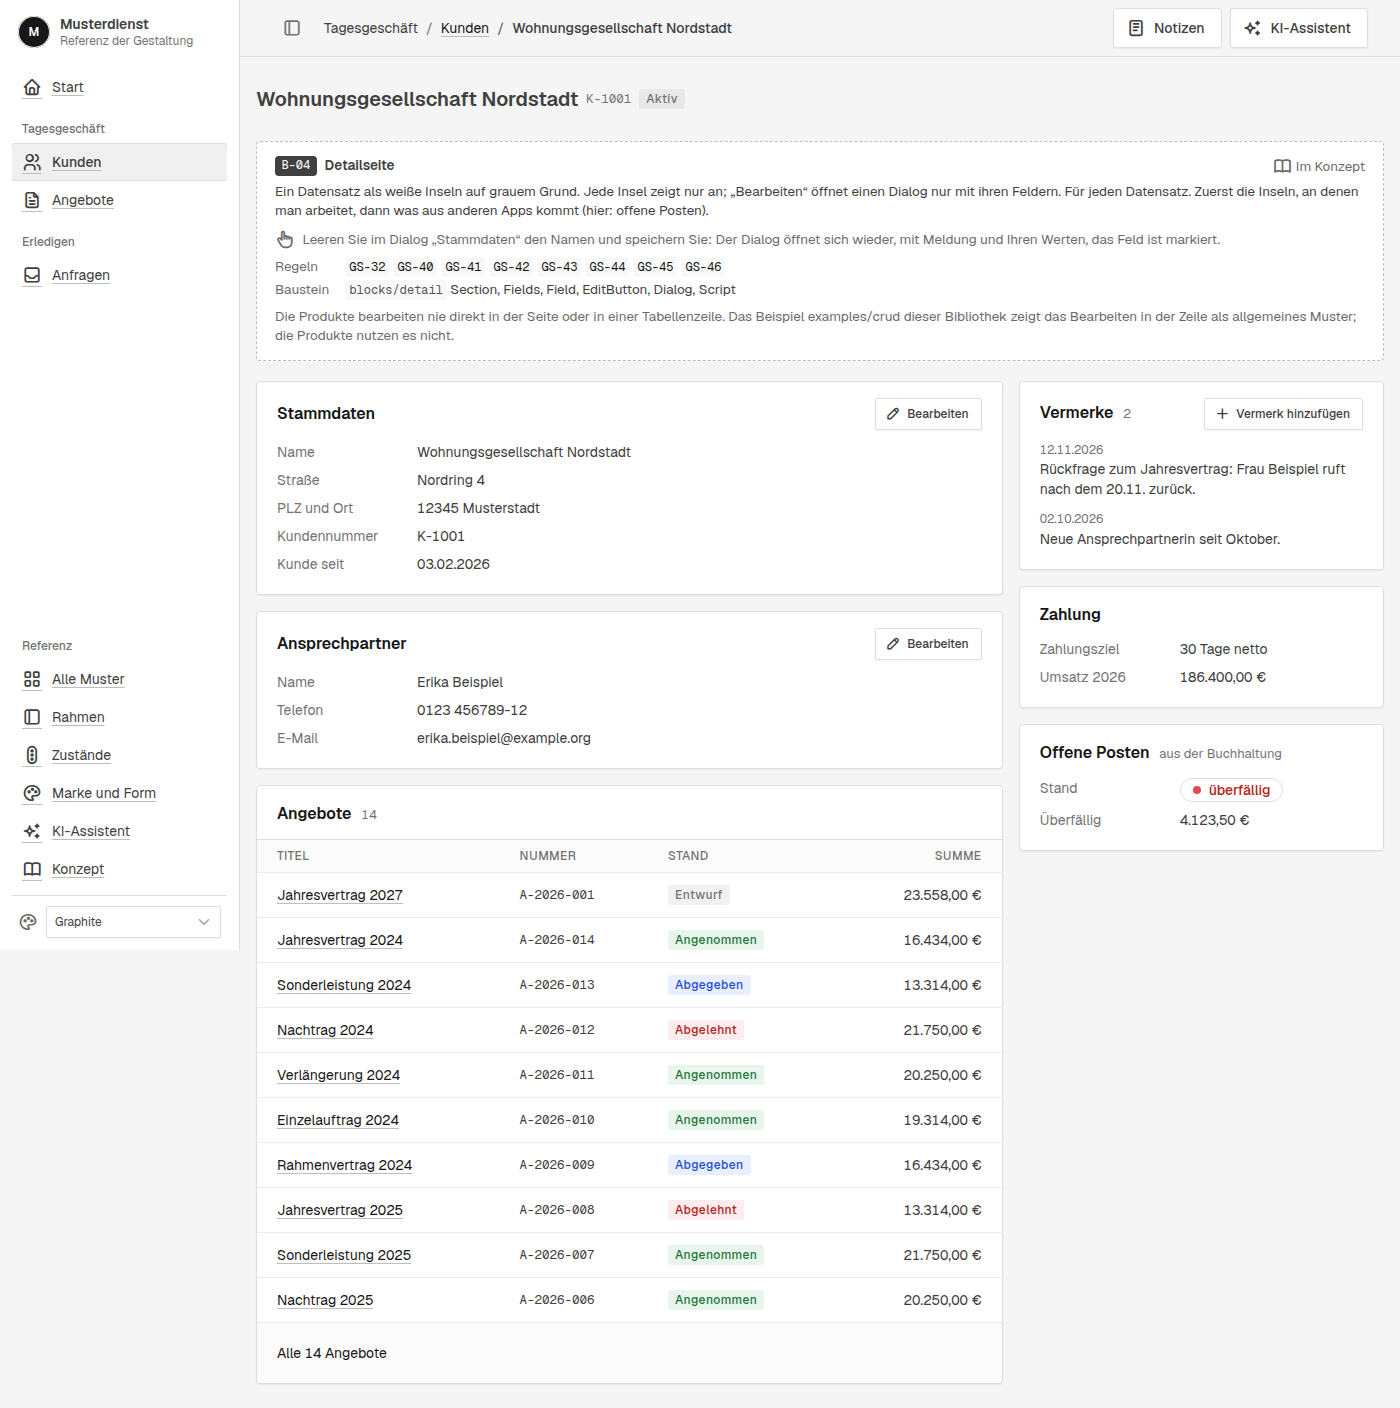 M
Musterdienst
Referenz der Gestaltung
Start
Tagesgeschäft
Kunden
Angebote
Erledigen
Anfragen
Referenz
Alle Muster
Rahmen
Zustände
Marke und Form
KI-Assistent
Konzept
Graphite
Tagesgeschäft / Kunden / Wohnungsgesellschaft Nordstadt
Notizen
KI-Assistent
Wohnungsgesellschaft Nordstadt K-1001 Aktiv
B-04 Detailseite
Im Konzept
Ein Datensatz als weiße Inseln auf grauem Grund. Jede Insel zeigt nur an; „Bearbeiten“ öffnet einen Dialog nur mit ihren Feldern. Für jeden Datensatz. Zuerst die Inseln, an denen
man arbeitet, dann was aus anderen Apps kommt (hier: offene Posten).
Leeren Sie im Dialog „Stammdaten“ den Namen und speichern Sie: Der Dialog öffnet sich wieder, mit Meldung und Ihren Werten, das Feld ist markiert.
Regeln GS-32 GS-40 GS-41 GS-42 GS-43 GS-44 GS-45 GS-46
Baustein blocks/detail Section, Fields, Field, EditButton, Dialog, Script
Die Produkte bearbeiten nie direkt in der Seite oder in einer Tabellenzeile. Das Beispiel examples/crud dieser Bibliothek zeigt das Bearbeiten in der Zeile als allgemeines Muster;
die Produkte nutzen es nicht.
Stammdaten
Bearbeiten
Name Wohnungsgesellschaft Nordstadt
Straße Nordring 4
PLZ und Ort 12345 Musterstadt
Kundennummer K-1001
Kunde seit 03.02.2026
Ansprechpartner
Bearbeiten
Name Erika Beispiel
Telefon 0123 456789-12
E-Mail erika.beispiel@example.org
Angebote 14
TITEL NUMMER STAND SUMME
Jahresvertrag 2027 A-2026-001 Entwurf 23.558,00 €
Jahresvertrag 2024 A-2026-014 Angenommen 16.434,00 €
Sonderleistung 2024 A-2026-013 Abgegeben 13.314,00 €
Nachtrag 2024 A-2026-012 Abgelehnt 21.750,00 €
Verlängerung 2024 A-2026-011 Angenommen 20.250,00 €
Einzelauftrag 2024 A-2026-010 Angenommen 19.314,00 €
Rahmenvertrag 2024 A-2026-009 Abgegeben 16.434,00 €
Jahresvertrag 2025 A-2026-008 Abgelehnt 13.314,00 €
Sonderleistung 2025 A-2026-007 Angenommen 21.750,00 €
Nachtrag 2025 A-2026-006 Angenommen 20.250,00 €
Alle 14 Angebote
Vermerke 2
Vermerk hinzufügen
12.11.2026
Rückfrage zum Jahresvertrag: Frau Beispiel ruft
nach dem 20.11. zurück.
02.10.2026
Neue Ansprechpartnerin seit Oktober.
Zahlung
Zahlungsziel 30 Tage netto
Umsatz 2026 186.400,00 €
Offene Posten aus der Buchhaltung
Stand überfällig
Überfällig 4.123,50 €